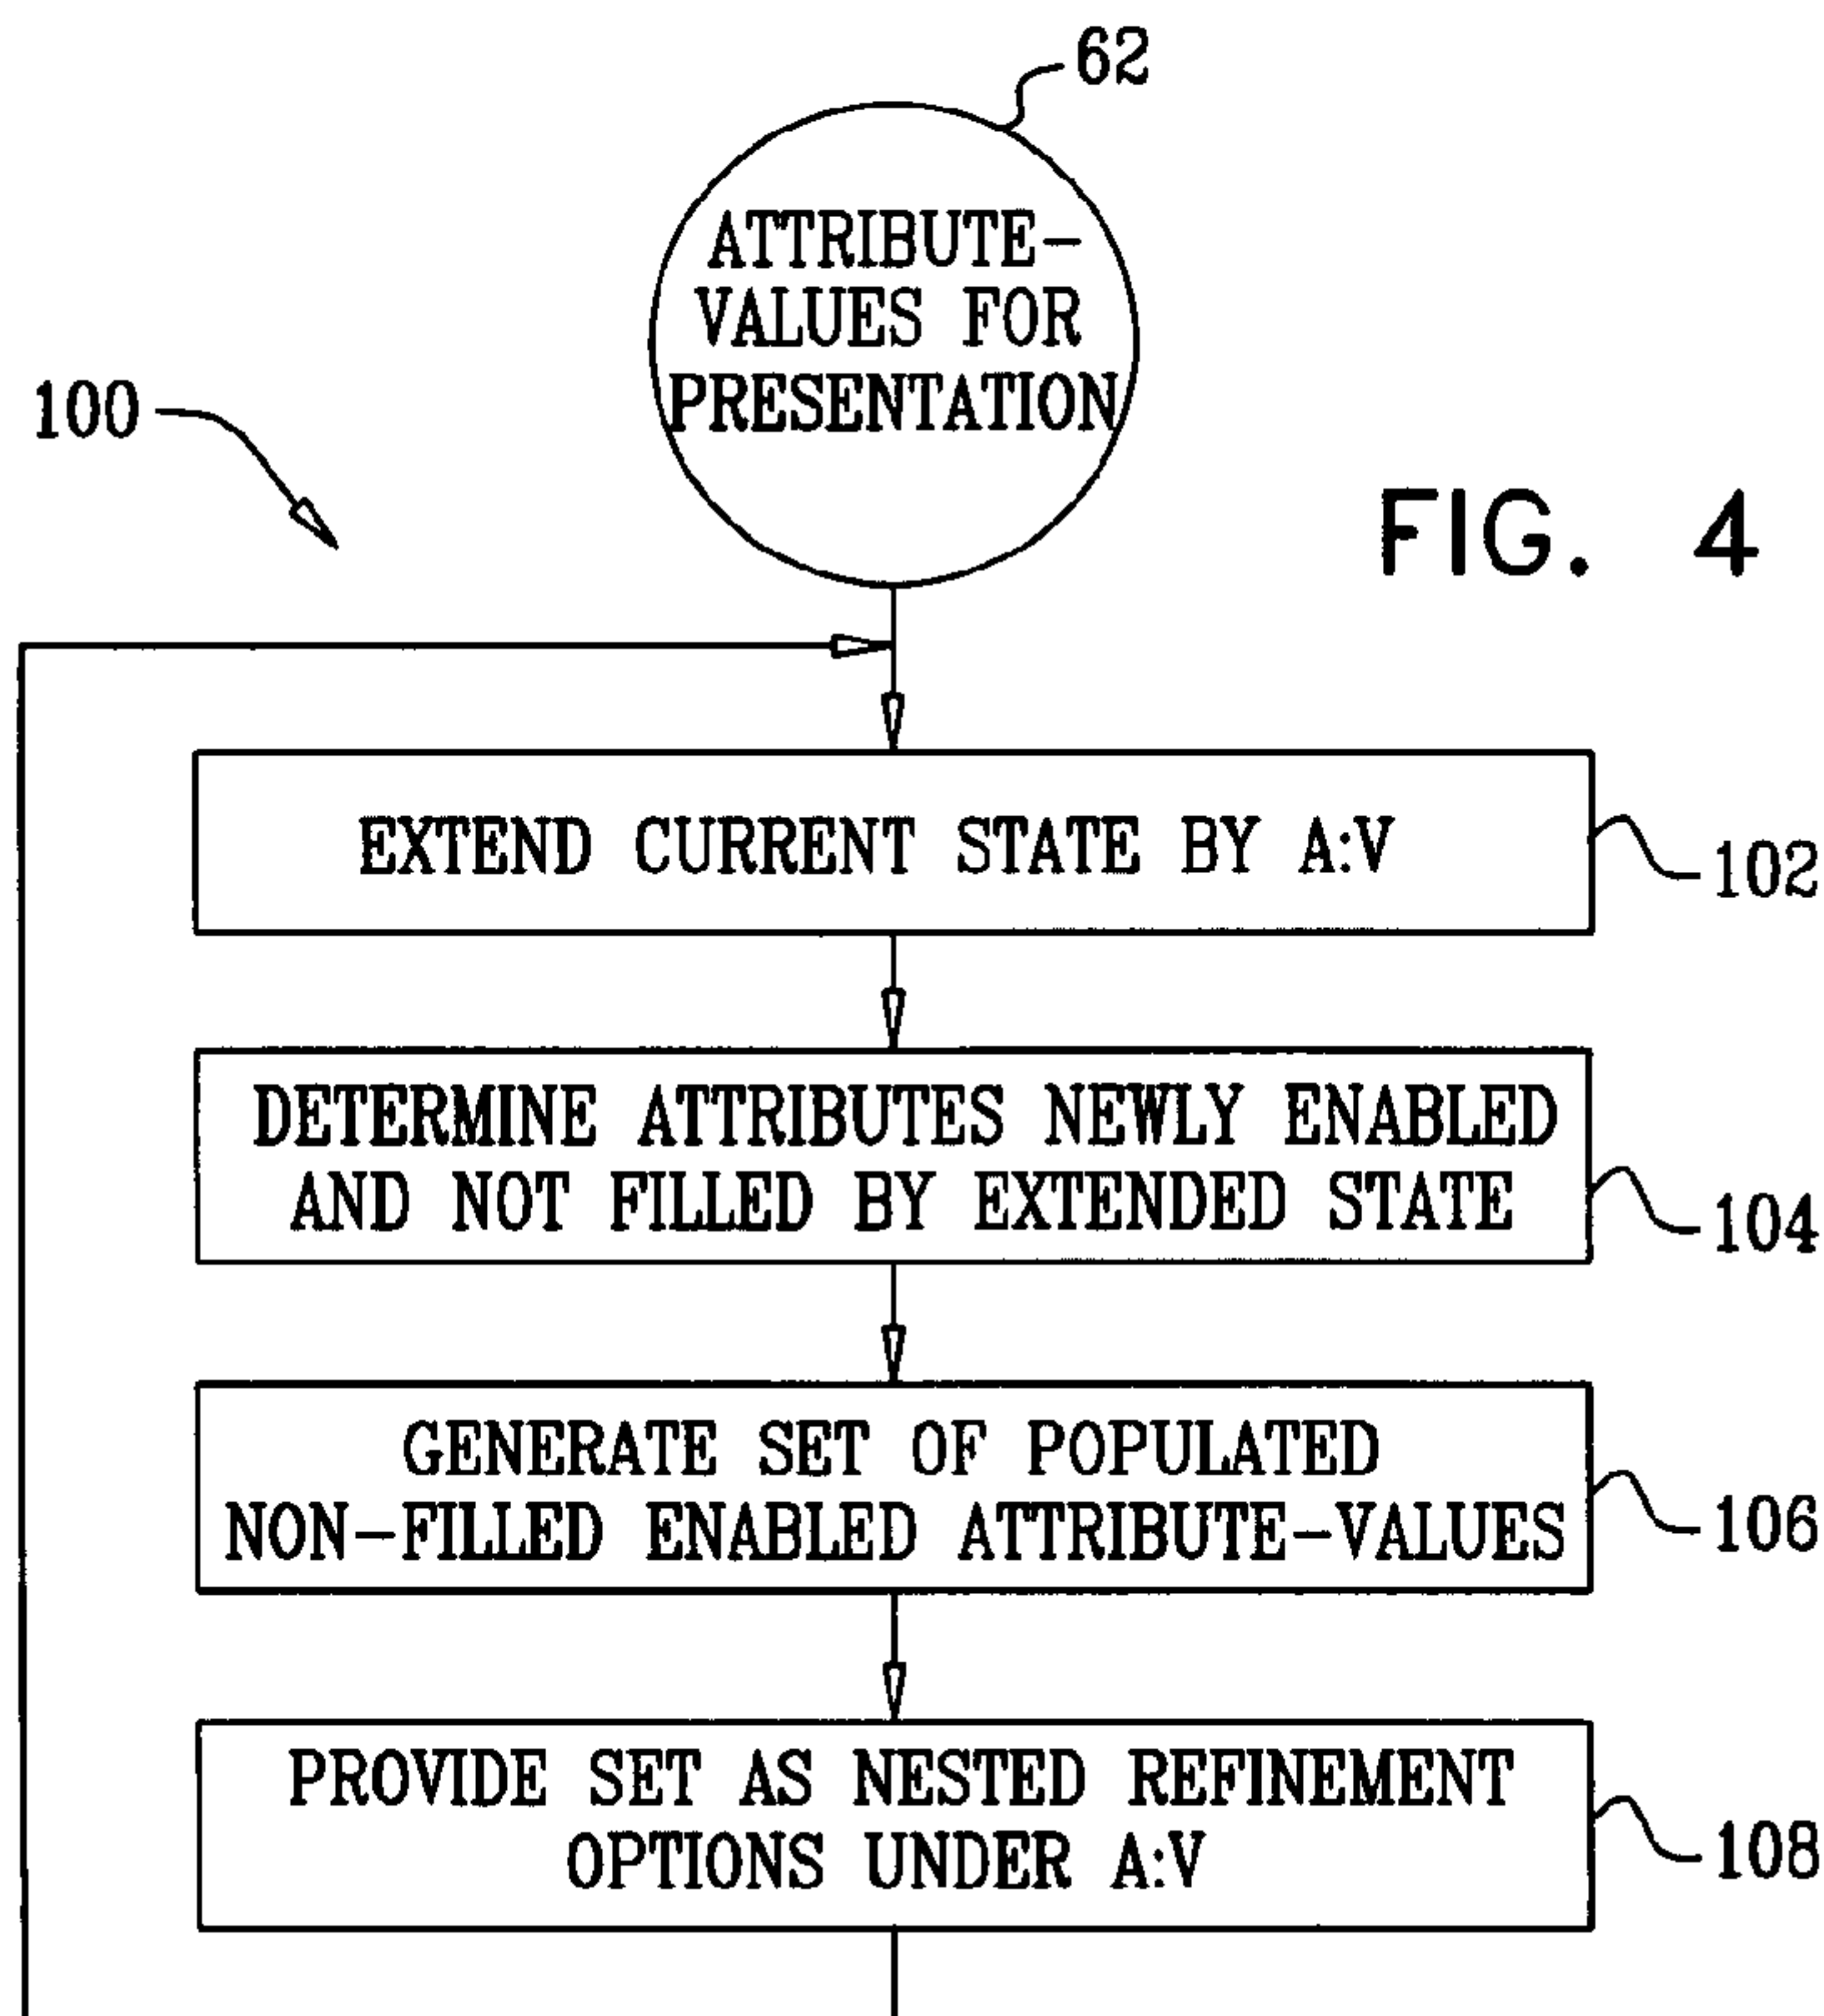 62
ATTRIBUTE-
VALUES FOR
PRESENTATION
100
FIG. 4
EXTEND CURRENT STATE BY A:V
102
DETERMINE ATTRIBUTES NEWLY ENABLED
AND NOT FILLED BY EXTENDED STATE
104
GENERATE SET OF POPULATED
NON-FILLED ENABLED ATTRIBUTE-VALUES
106
PROVIDE SET AS NESTED REFINEMENT
OPTIONS UNDER A:V
108